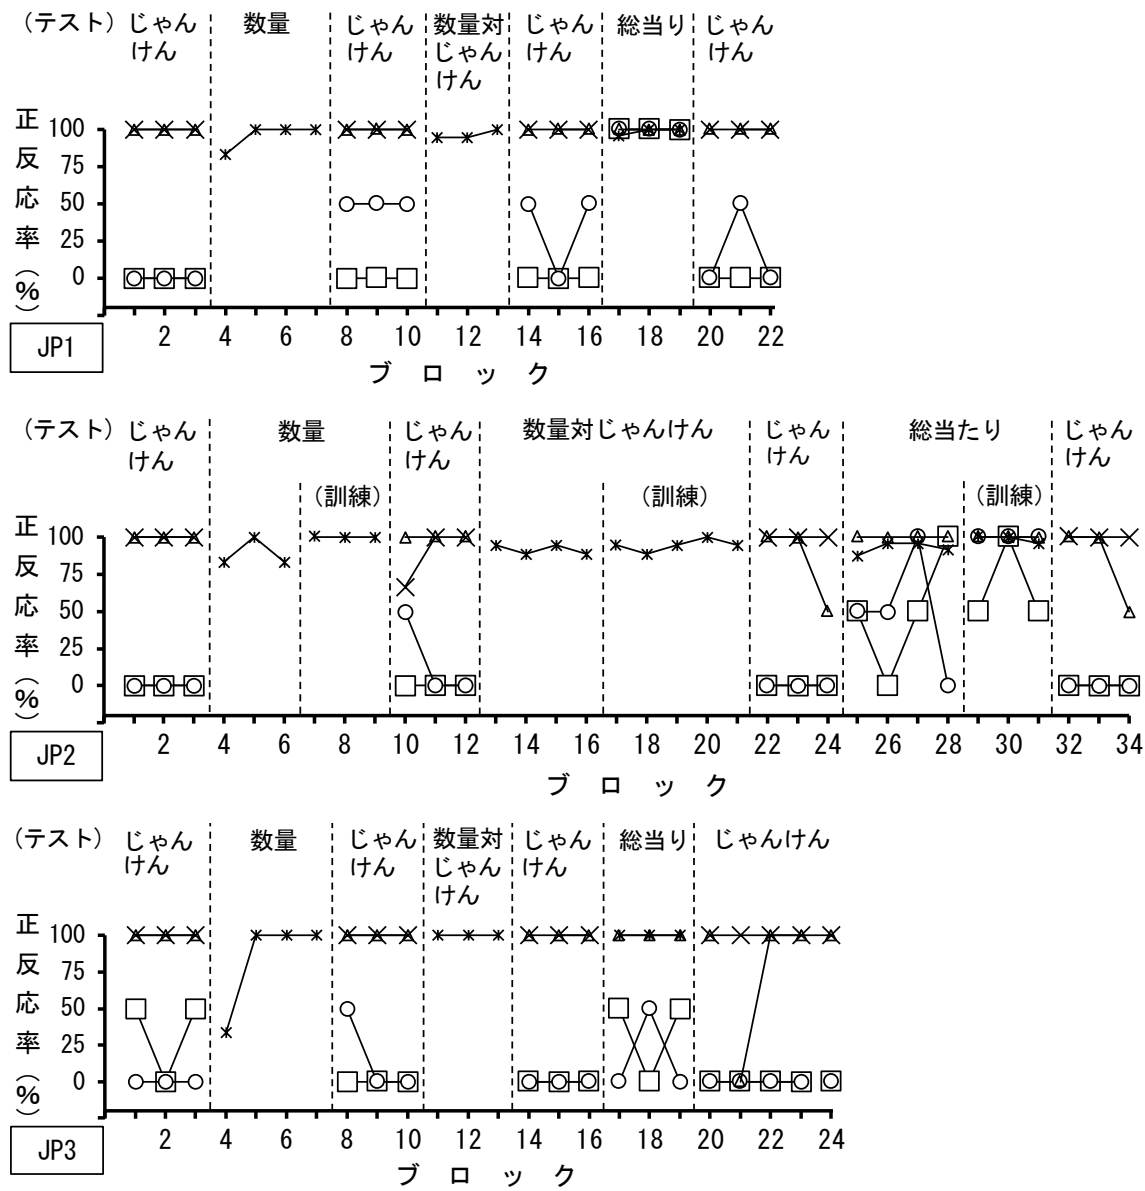 （テスト）じゃん けん 数量 じゃん けん 数量対 じゃん けん じゃん けん 総当り じゃん けん
正反応率（%）
100
75
50
25
0
2 4 6 8 10 12 14 16 18 20 22
JP1
ブロック
（テスト）じゃん けん 数量 じゃん けん 数量対じゃんけん じゃん けん 総当たり じゃん けん
（訓練） （訓練） （訓練）
正反応率（%）
100
75
50
25
0
2 4 6 8 10 12 14 16 18 20 22 24 26 28 30 32 34
JP2
ブロック
（テスト）じゃん けん 数量 じゃん けん 数量対 じゃん けん じゃん けん 総当り じゃんけん
正反応率（%）
100
75
50
25
0
2 4 6 8 10 12 14 16 18 20 22 24
JP3
ブロック